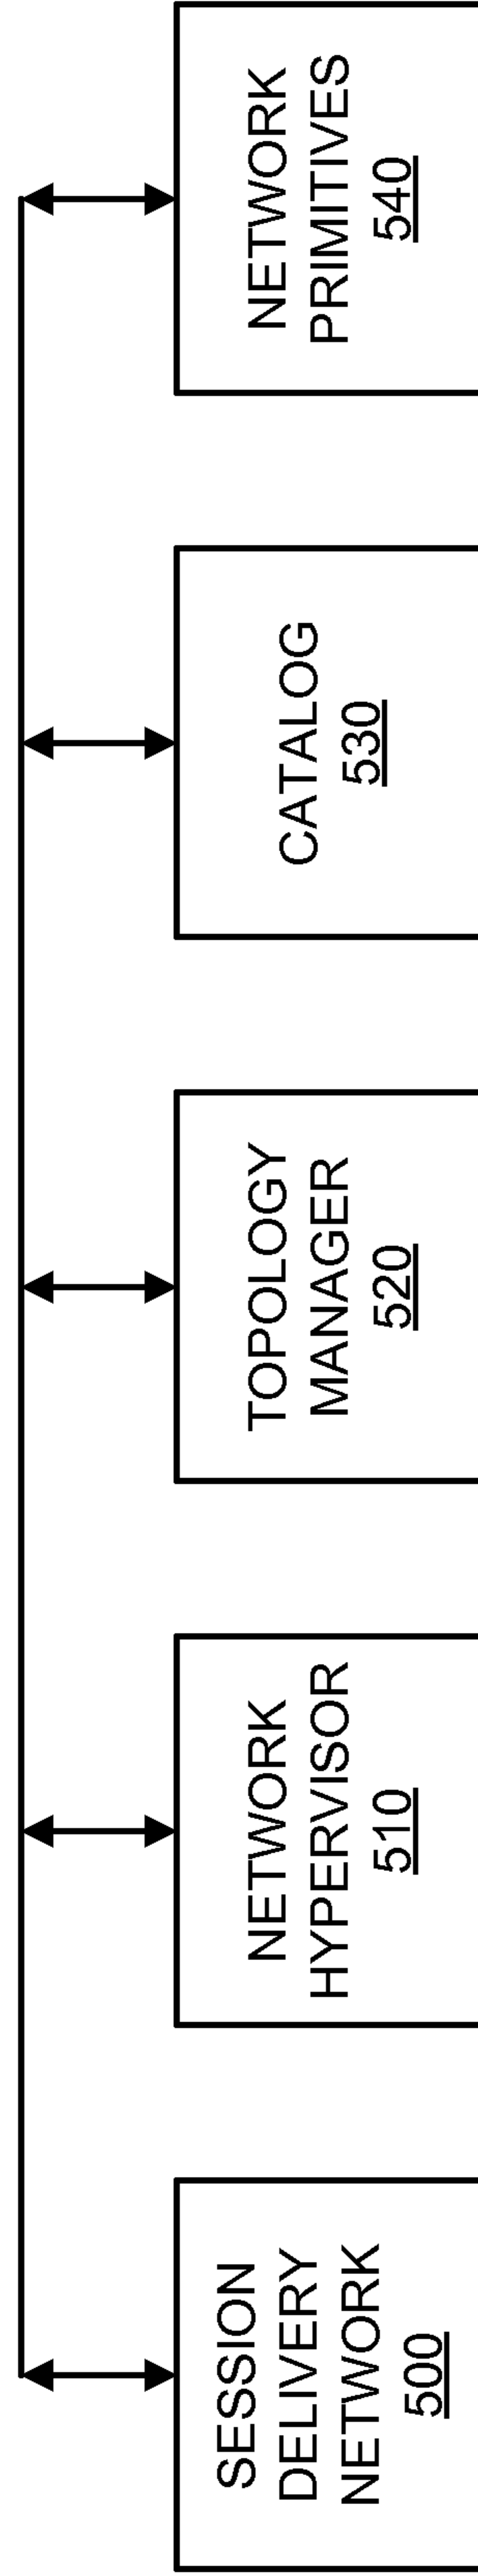 SESSION
DELIVERY
NETWORK
500
NETWORK
HYPERVISOR
510
TOPOLOGY
MANAGER
520
CATALOG
530
NETWORK
PRIMITIVES
540